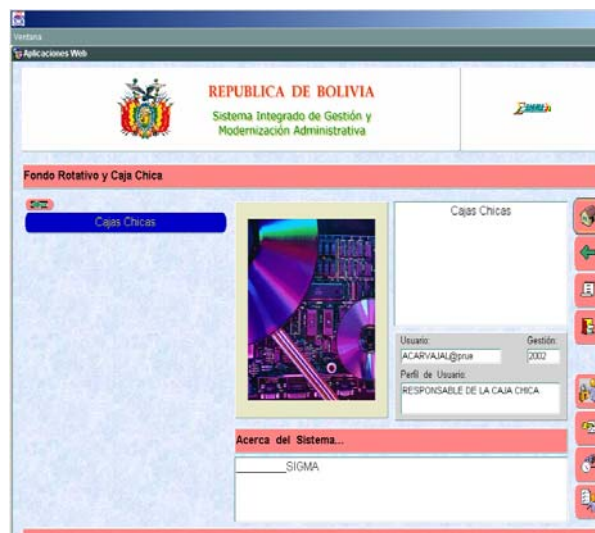 Ventana
Aplicaciones Web
REPUBLICA DE BOLIVIA
Sistema Integrado de Gestión y
Modernización Administrativa
Fondo Rotativo y Caja Chica
Cajas Chicas
Cajas Chicas
Usuario:
Gestión:
ACARVAJAL@prue
2002
Perfil de Usuario:
RESPONSABLE DE LA CAJA CHICA
Acerca del Sistema...
______SIGMA